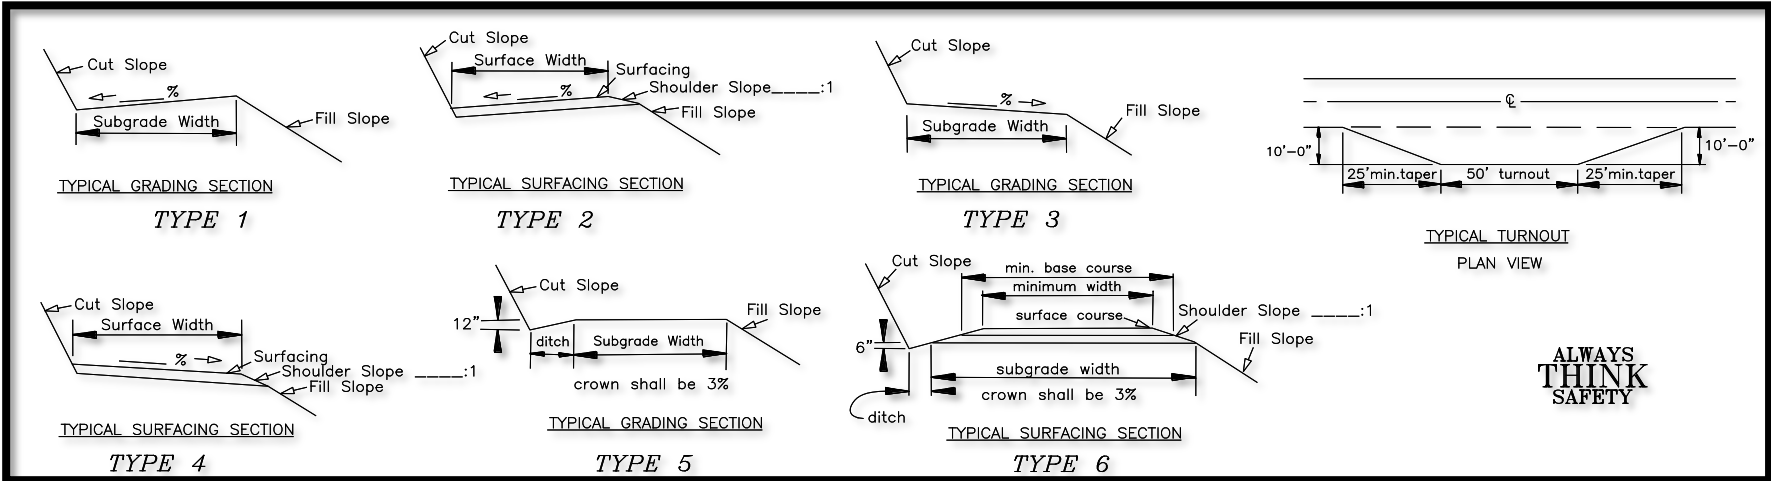 Cut Slope
%
Subgrade Width
Fill Slope
TYPICAL GRADING SECTION
TYPE 1
Cut Slope
Surface Width
Surfacing
Shoulder Slope____:1
%
Fill Slope
TYPICAL SURFACING SECTION
TYPE 2
Cut Slope
%
Fill Slope
Subgrade Width
TYPICAL GRADING SECTION
TYPE 3
℄
10'-0"
10'-0"
25'min.taper
50' turnout
25'min.taper
TYPICAL TURNOUT
PLAN VIEW
Cut Slope
Surface Width
%
Surfacing
Shoulder Slope ____:1
Fill Slope
TYPICAL SURFACING SECTION
TYPE 4
Cut Slope
12"
Fill Slope
ditch
Subgrade Width
crown shall be 3%
TYPICAL GRADING SECTION
TYPE 5
Cut Slope
min. base course
minimum width
surface course
Shoulder Slope ____:1
6"
Fill Slope
subgrade width
crown shall be 3%
ditch
TYPICAL SURFACING SECTION
TYPE 6
ALWAYS
THINK
SAFETY